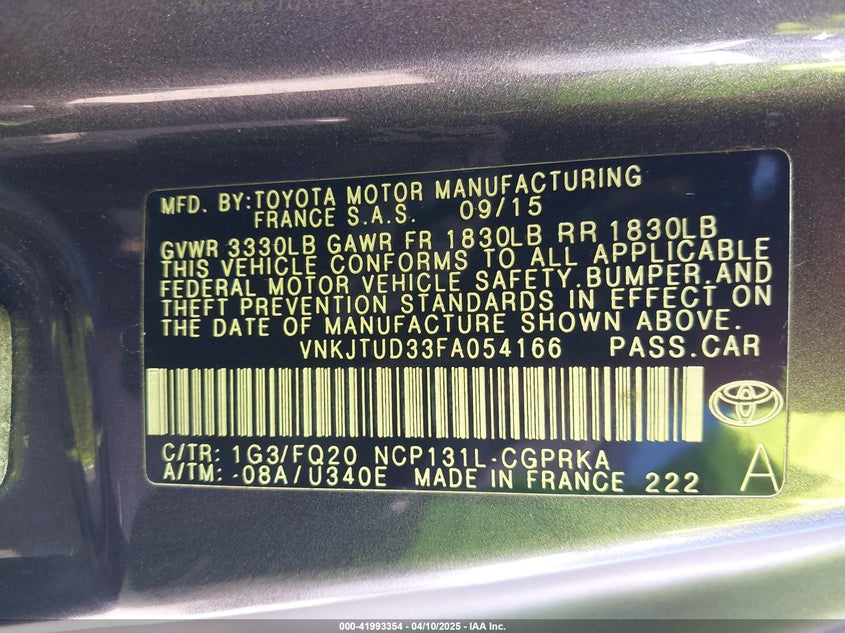 MFD. BY:TOYOTA MOTOR MANUFACTURING
FRANCE S.A.S. 09/15
GVWR 3330LB GAWR FR 1830LB RR 1830LB
THIS VEHICLE CONFORMS TO ALL APPLICABLE
FEDERAL MOTOR VEHICLE SAFETY,BUMPER,AND
THEFT PREVENTION STANDARDS IN EFFECT ON
THE DATE OF MANUFACTURE SHOWN ABOVE.
VNKJTUD33FA054166 PASS.CAR
C/TR: 1G3/FQ20 NCP131L-CGPRKA
A/TM: -08A/U340E MADE IN FRANCE 222
A
000-41993354 - 04/10/2025 - IAA Inc.